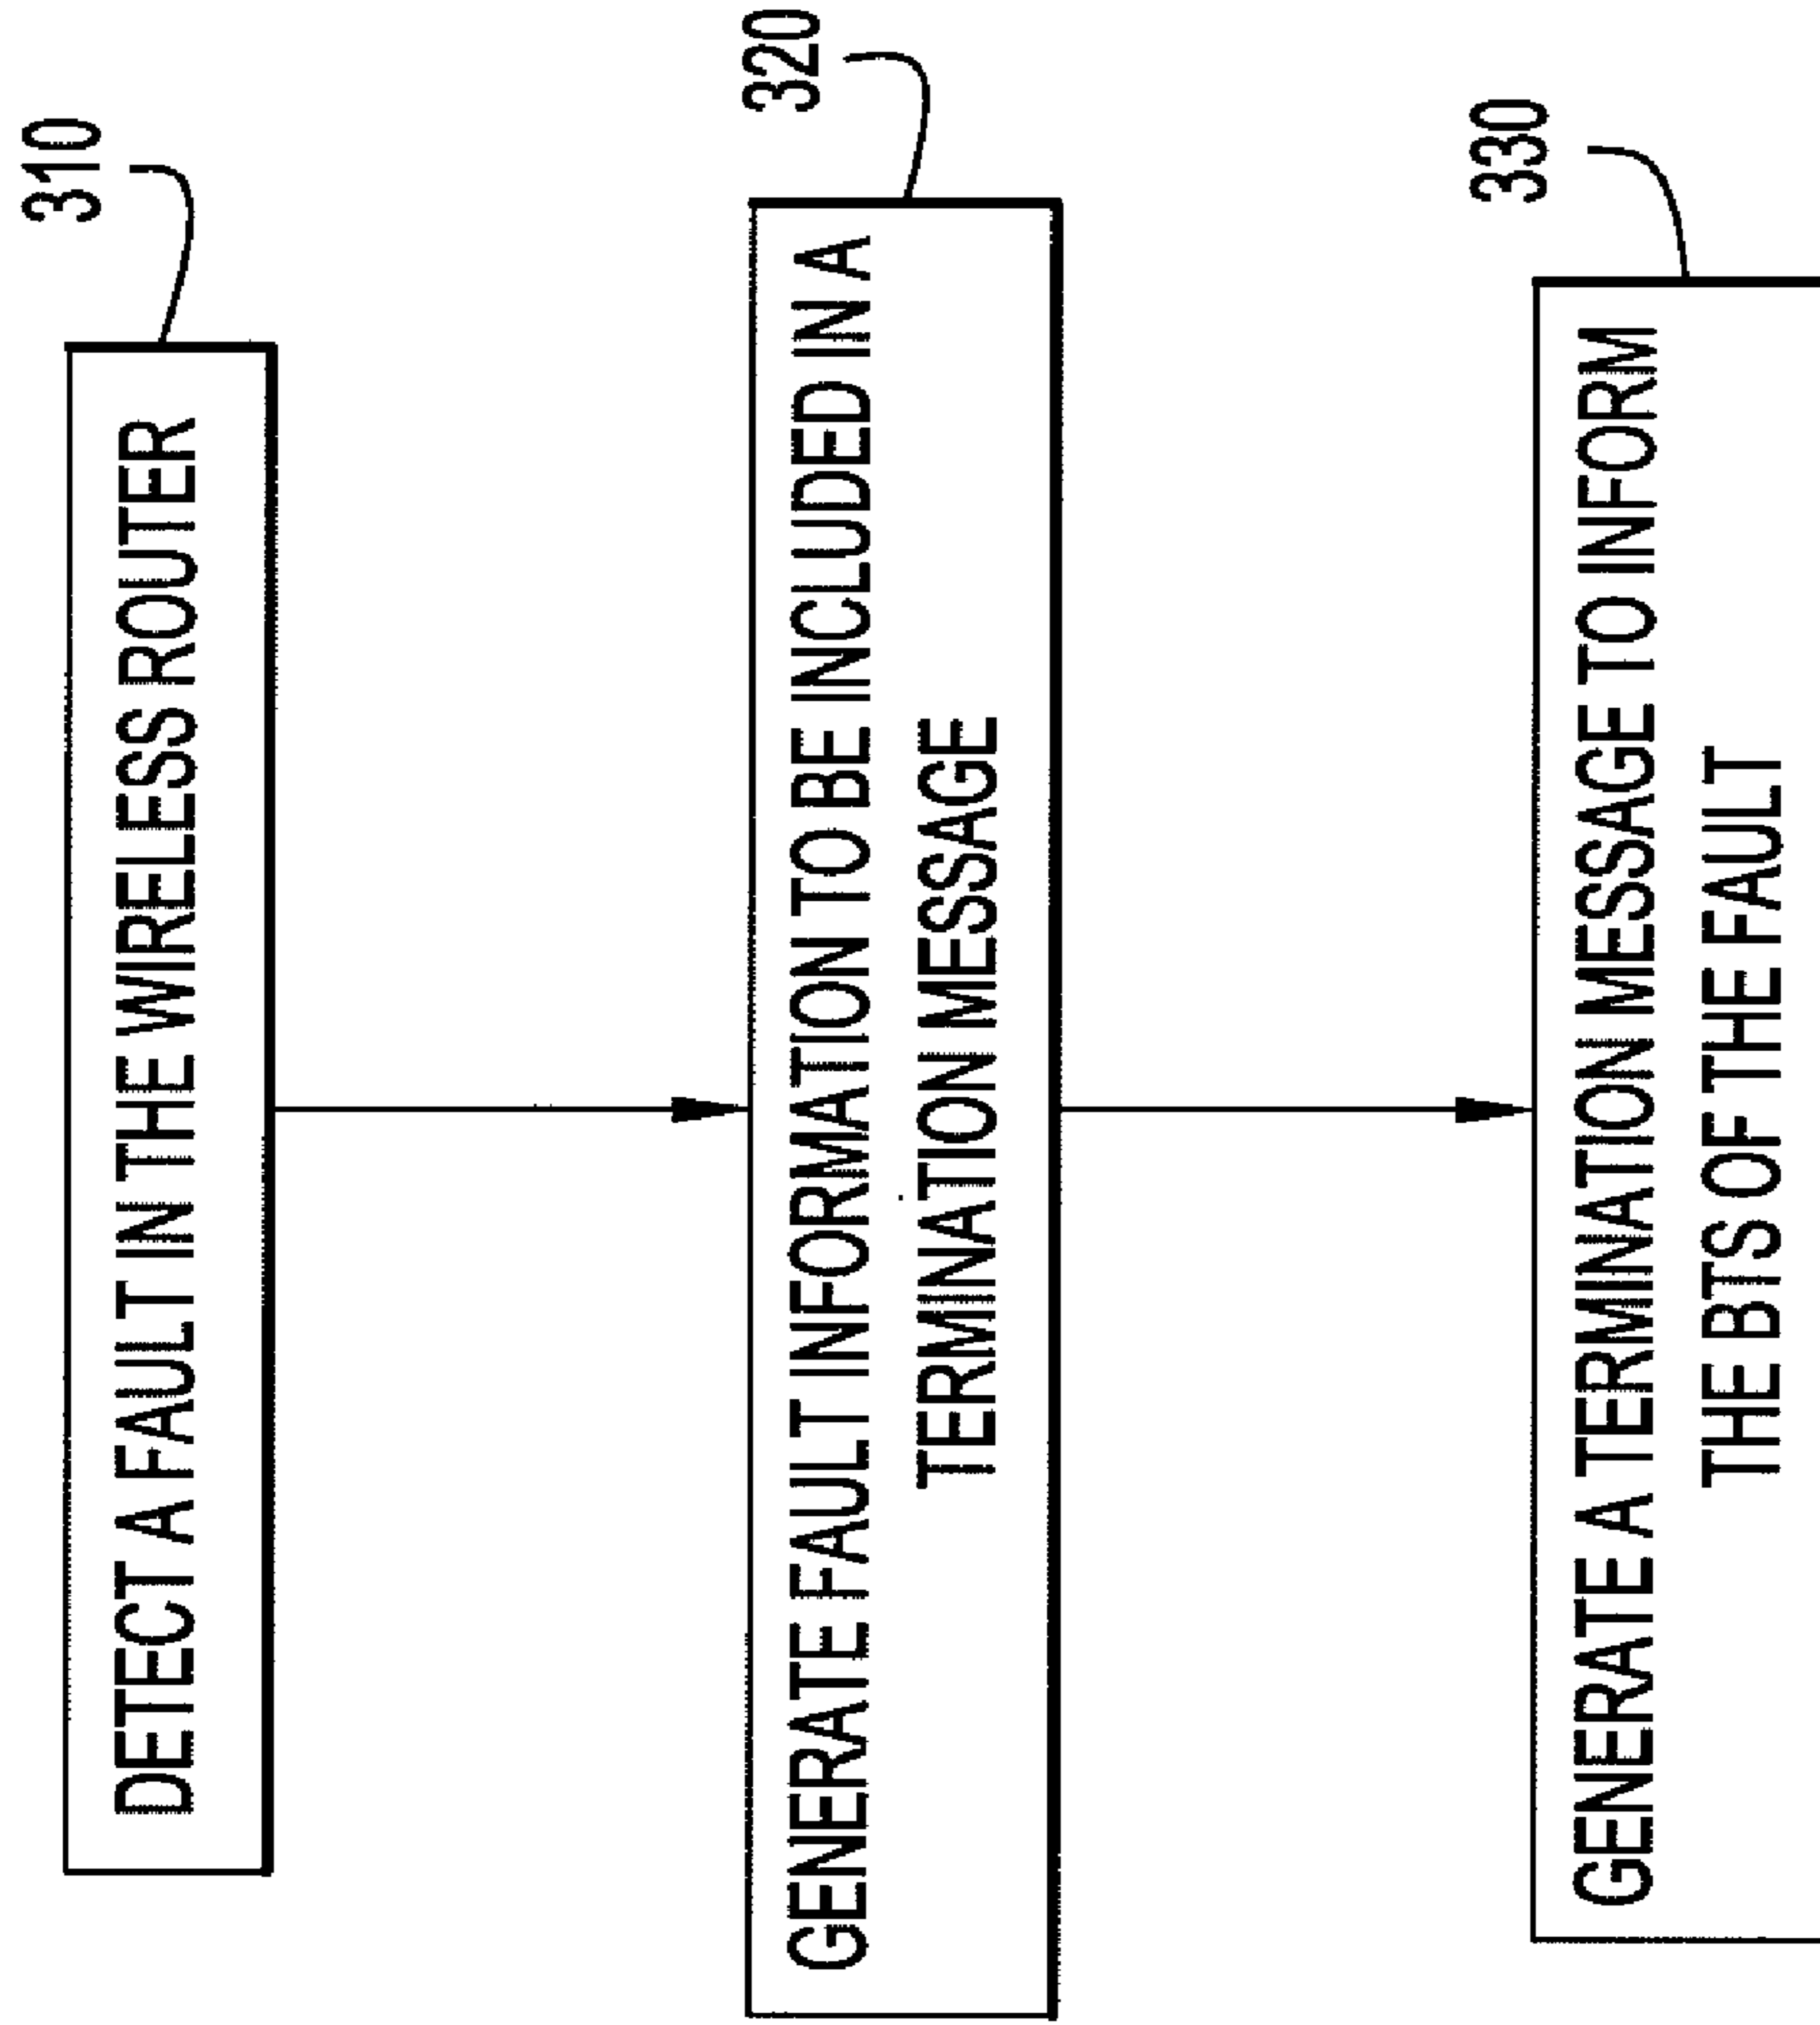 310
DETECT A FAULT IN THE WIRELESS ROUTER
320
GENERATE FAULT INFORMATION TO BE INCLUDED IN A
TERMINATION MESSAGE
330
GENERATE A TERMINATION MESSAGE TO INFORM
THE BTS OF THE FAULT